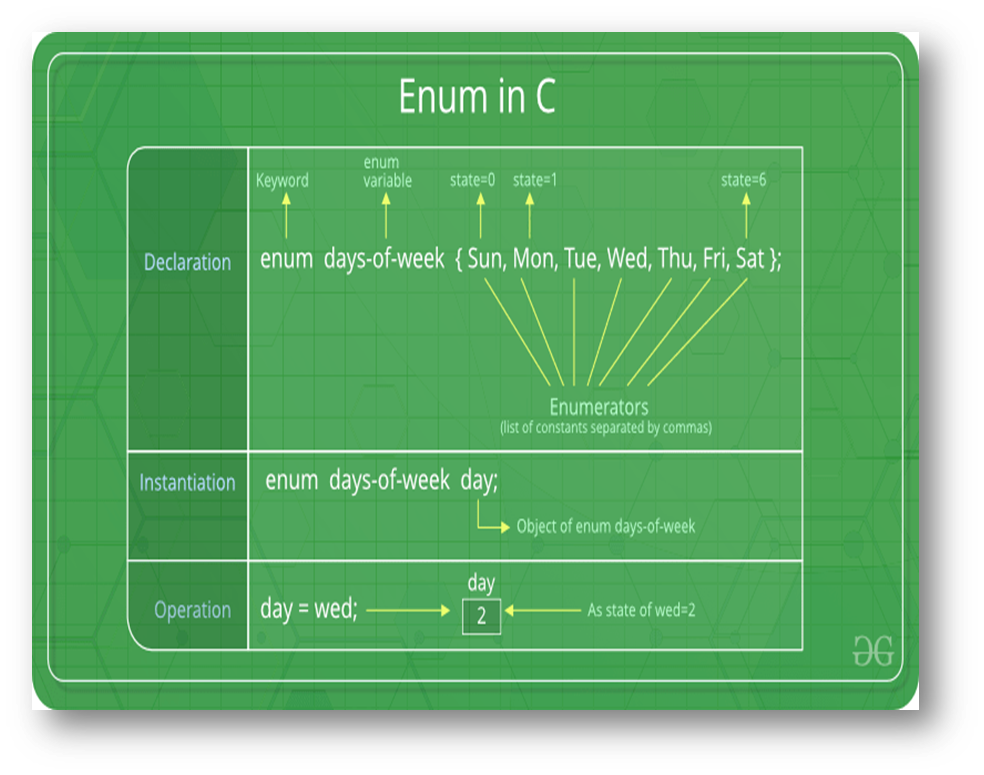 Enum in C
Keyword
enum
variable
state=0
state=1
state=6
Declaration
enum days-of-week { Sun, Mon, Tue, Wed, Thu, Fri, Sat };
Enumerators
(list of constants separated by commas)
Instantiation
enum days-of-week day;
Object of enum days-of-week
Operation
day = wed;
day
2
As state of wed=2
GG